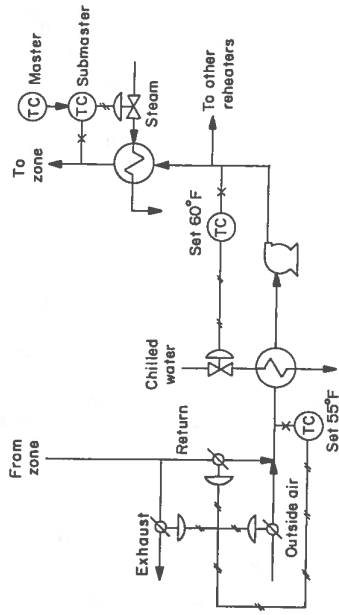 From
zone
Exhaust
Return
Outside air
TC
Set 55°F
Chilled
water
Set 60°F
TC
To other
reheaters
To
zone
TC
Master
TC
Submaster
Steam